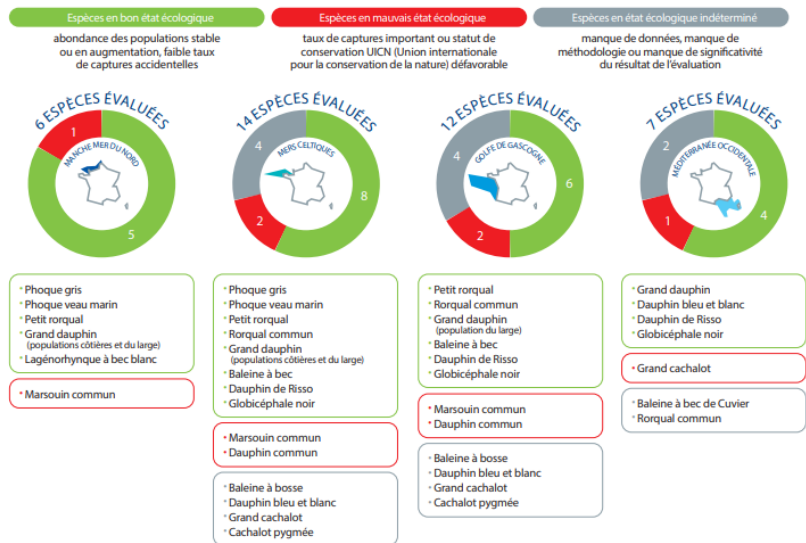 Espèces en bon état écologique
abondance des populations stable
ou en augmentation, faible taux
de captures accidentelles
Espèces en mauvais état écologique
taux de captures important ou statut de
conservation UICN (Union internationale
pour la conservation de la nature) défavorable
Espèces en état écologique indéterminé
manque de données, manque de
méthodologie ou manque de significativité
du résultat de l'évaluation
6 ESPÈCES ÉVALUÉES
MANCHE MER DU NORD
1
5
• Phoque gris
• Phoque veau marin
• Petit rorqual
• Grand dauphin
(populations côtières et du large)
• Lagénorhynque à bec blanc
• Marsouin commun
14 ESPÈCES ÉVALUÉES
MERS CELTIQUES
4
8
2
• Phoque gris
• Phoque veau marin
• Petit rorqual
• Rorqual commun
• Grand dauphin
(populations côtières et du large)
• Baleine à bec
• Dauphin de Risso
• Globicéphale noir
• Marsouin commun
• Dauphin commun
• Baleine à bosse
• Dauphin bleu et blanc
• Grand cachalot
• Cachalot pygmée
12 ESPÈCES ÉVALUÉES
GOLFE DE GASCOGNE
4
6
2
• Petit rorqual
• Rorqual commun
• Grand dauphin
(population du large)
• Baleine à bec
• Dauphin de Risso
• Globicéphale noir
• Marsouin commun
• Dauphin commun
• Baleine à bosse
• Dauphin bleu et blanc
• Grand cachalot
• Cachalot pygmée
7 ESPÈCES ÉVALUÉES
MÉDITERRANÉE OCCIDENTALE
2
1
4
• Grand dauphin
• Dauphin bleu et blanc
• Dauphin de Risso
• Globicéphale noir
• Grand cachalot
• Baleine à bec de Cuvier
• Rorqual commun